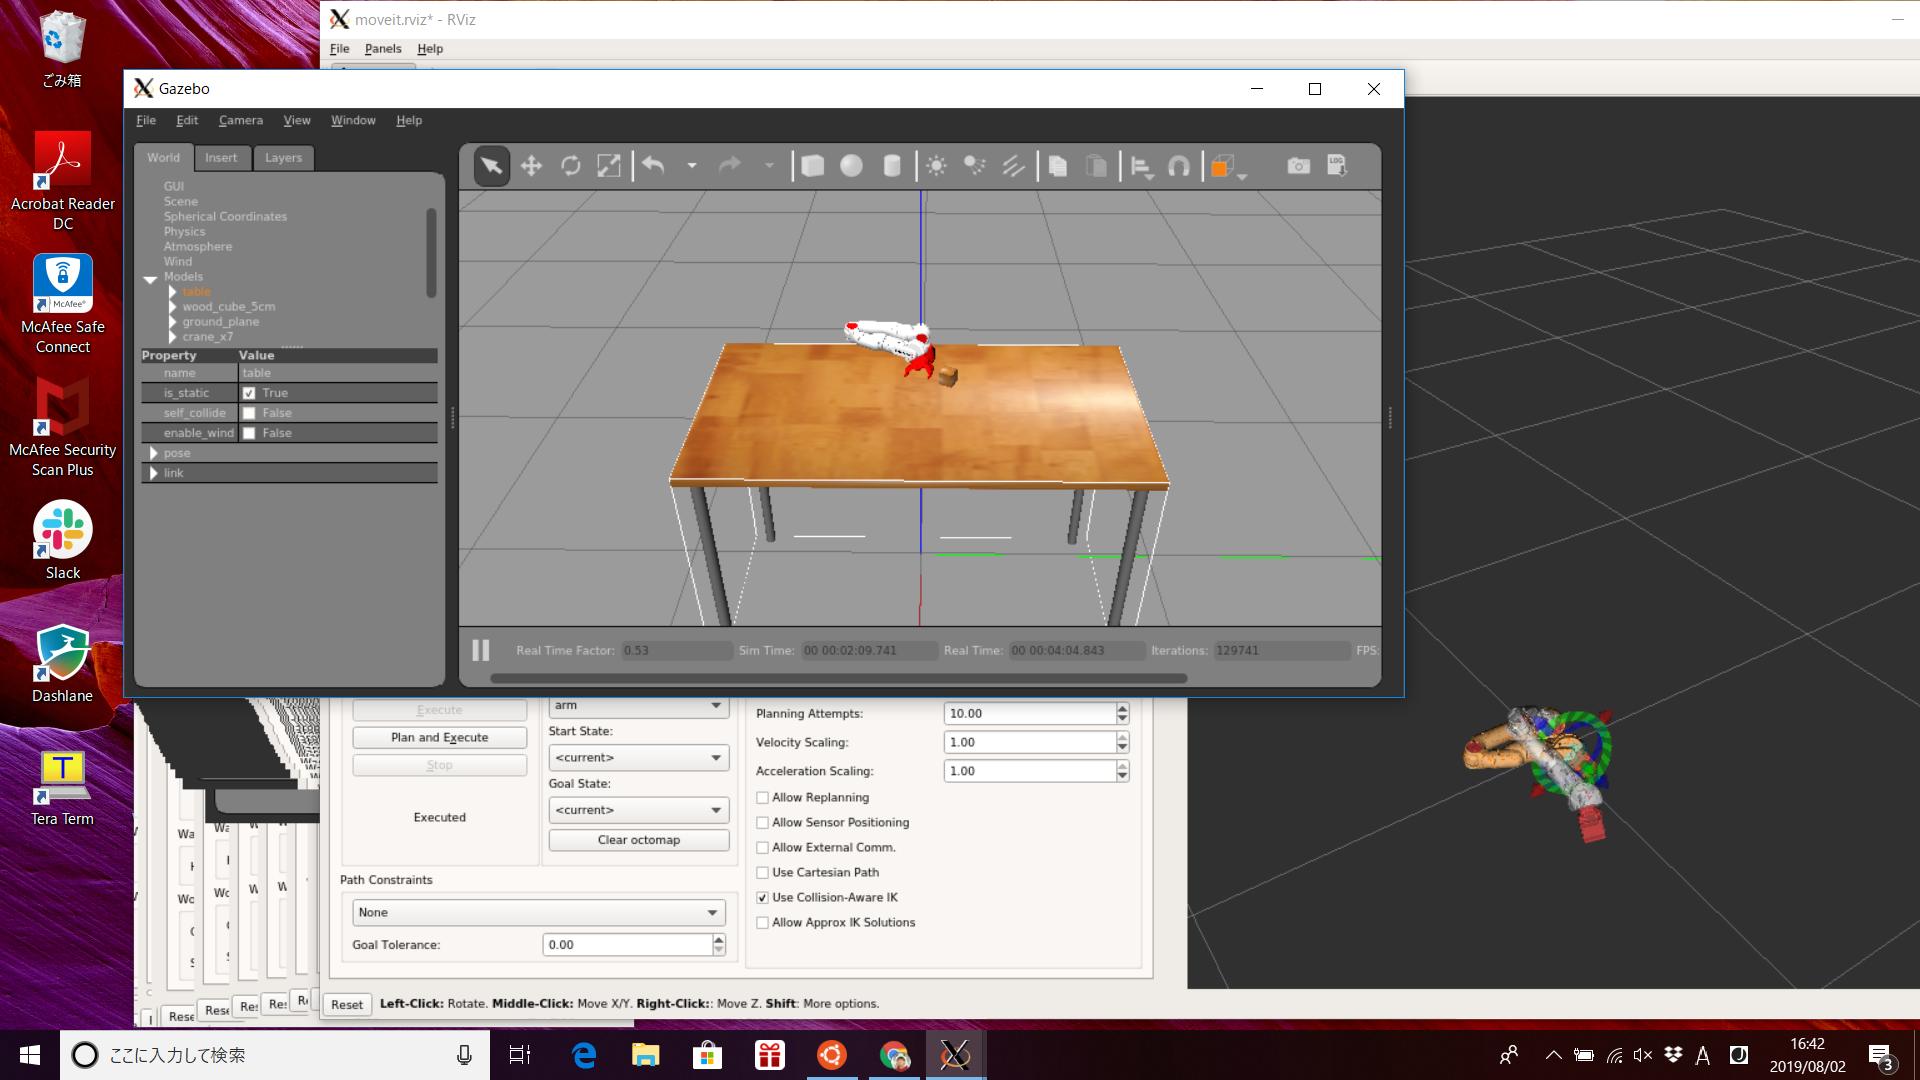 moveit.rviz* - RViz
File Panels Help
ごみ箱
Acrobat Reader
DC
McAfee®
McAfee Safe
Connect
McAfee Security
Scan Plus
Slack
Dashlane
Tera Term
Gazebo
File Edit Camera View Window Help
World Insert Layers
LOG
GUI
Scene
Spherical Coordinates
Physics
Atmosphere
Wind
Models
table
wood_cube_5cm
ground_plane
crane_x7
Property Value
name table
is_static True
self_collide False
enable_wind False
pose
link
Real Time Factor: 0.53 Sim Time: 00 00:02:09.741 Real Time: 00 00:04:04.843 Iterations: 129741 FPS:
Execute
Plan and Execute
Stop
Executed
arm
Start State:
<current>
Goal State:
<current>
Clear octomap
Path Constraints
None
Goal Tolerance: 0.00
Planning Attempts: 10.00
Velocity Scaling: 1.00
Acceleration Scaling: 1.00
Allow Replanning
Allow Sensor Positioning
Allow External Comm.
Use Cartesian Path
Use Collision-Aware IK
Allow Approx IK Solutions
Reset Left-Click: Rotate. Middle-Click: Move X/Y. Right-Click:: Move Z. Shift: More options.
ここに入力して検索
A
16:42
2019/08/02
3